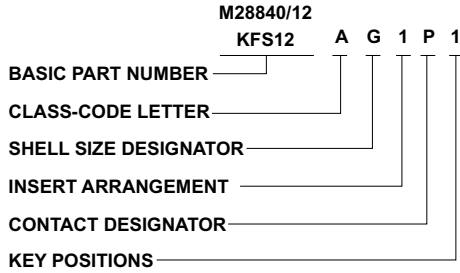 M28840/12
KFS12 A G 1 P 1
BASIC PART NUMBER
CLASS-CODE LETTER
SHELL SIZE DESIGNATOR
INSERT ARRANGEMENT
CONTACT DESIGNATOR
KEY POSITIONS